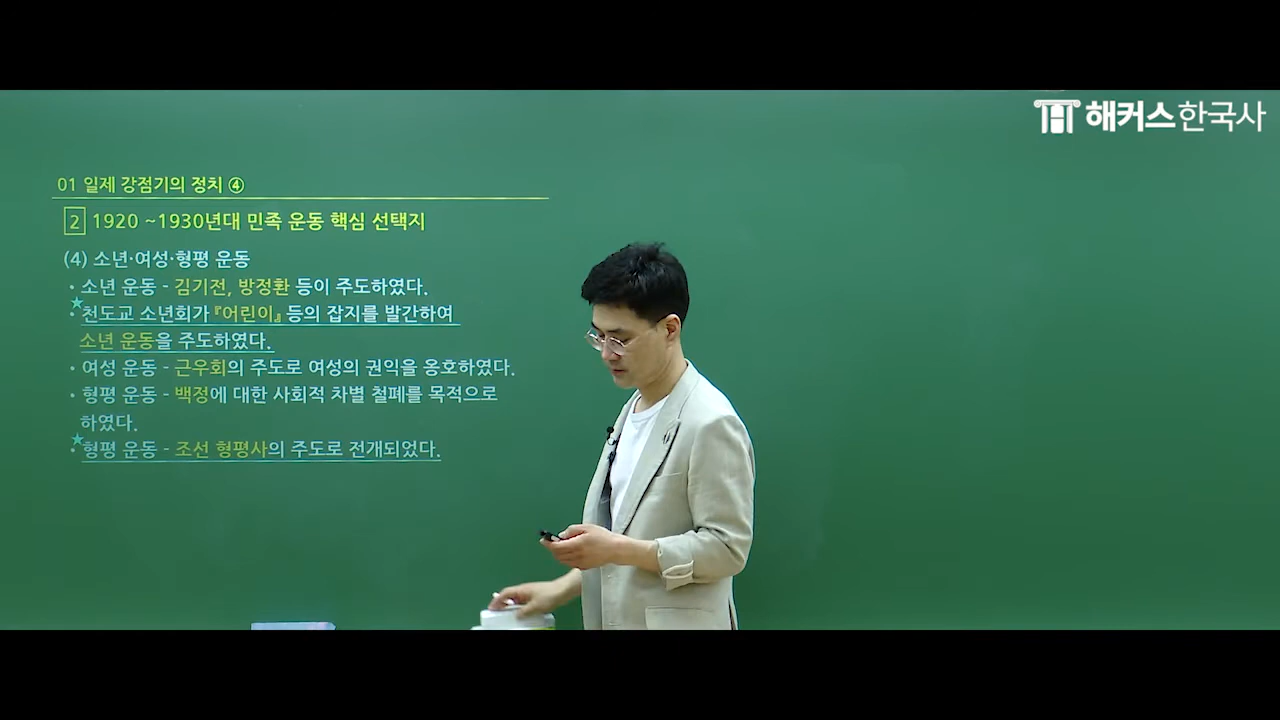 해커스한국사
01 일제 강점기의 정치 ④
2 1920 ~1930년대 민족 운동 핵심 선택지
(4) 소년·여성·형평 운동
• 소년 운동 - 김기전, 방정환 등이 주도하였다.
★• 천도교 소년회가 『어린이』 등의 잡지를 발간하여
소년 운동을 주도하였다.
• 여성 운동 - 근우회의 주도로 여성의 권익을 옹호하였다.
• 형평 운동 - 백정에 대한 사회적 차별 철폐를 목적으로
하였다.
★• 형평 운동 - 조선 형평사의 주도로 전개되었다.